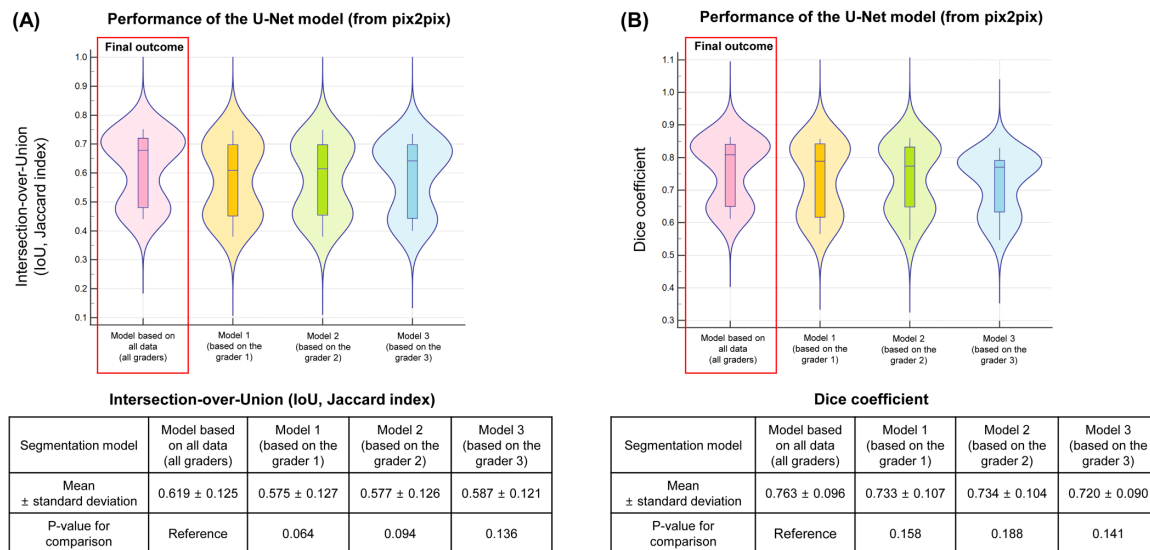 (A)
Performance of the U-Net model (from pix2pix)
Final outcome
Intersection-over-Union
(IoU, Jaccard index)
1.0
0.9
0.8
0.7
0.6
0.5
0.4
0.3
0.2
0.1
Model based on
all data
(all graders)
Model 1
(based on the
grader 1)
Model 2
(based on the
grader 2)
Model 3
(based on the
grader 3)
Intersection-over-Union (IoU, Jaccard index)
Segmentation model
Model based
on all data
(all graders)
Model 1
(based on the
grader 1)
Model 2
(based on the
grader 2)
Model 3
(based on the
grader 3)
Mean
± standard deviation
0.619 ± 0.125
0.575 ± 0.127
0.577 ± 0.126
0.587 ± 0.121
P-value for
comparison
Reference
0.064
0.094
0.136
(B)
Performance of the U-Net model (from pix2pix)
Final outcome
Dice coefficient
1.1
1.0
0.9
0.8
0.7
0.6
0.5
0.4
0.3
Model based on
all data
(all graders)
Model 1
(based on the
grader 1)
Model 2
(based on the
grader 2)
Model 3
(based on the
grader 3)
Dice coefficient
Segmentation model
Model based
on all data
(all graders)
Model 1
(based on the
grader 1)
Model 2
(based on the
grader 2)
Model 3
(based on the
grader 3)
Mean
± standard deviation
0.763 ± 0.096
0.733 ± 0.107
0.734 ± 0.104
0.720 ± 0.090
P-value for
comparison
Reference
0.158
0.188
0.141